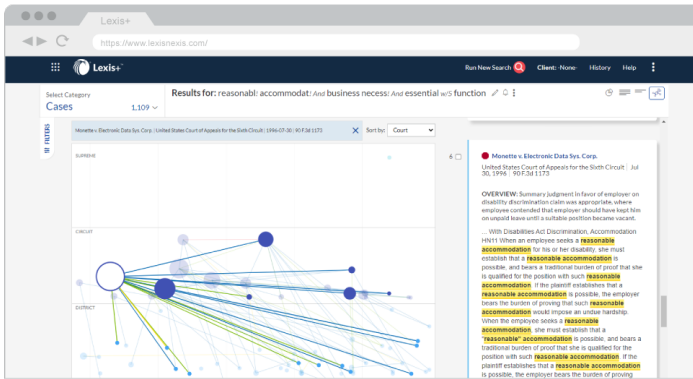 Lexis+
https://www.lexisnexis.com/
Lexis+
Run New Search
Client: -None-
History
Help
Select Category
Cases
1,109
Results for: reasonabl! accommodat! And business necess! And essential w/5 function
FILTERS
Monette v. Electronic Data Sys. Corp. | United States Court of Appeals for the Sixth Circuit | 1996-07-30 | 90 F.3d 1173
X
Sort by:
Court
SUPREME
CIRCUIT
DISTRICT
6
Monette v. Electronic Data Sys. Corp.
United States Court of Appeals for the Sixth Circuit | Jul
30, 1996 | 90 F.3d 1173
OVERVIEW: Summary judgment in favor of employer on
disability discrimination claim was appropriate, where
employee contended that employer should have kept him
on unpaid leave until a suitable position became vacant.
... With Disabilities Act Discrimination, Accommodation
HN11 When an employee seeks a reasonable
accommodation for his or her disability, she must
establish that a reasonable accommodation is
possible, and bears a traditional burden of proof that she
is qualified for the position with such reasonable
accommodation. If the plaintiff establishes that a
reasonable accommodation is possible, the employer
bears the burden of proving that such reasonable
accommodation would impose an undue hardship.
When the employee seeks a reasonable
accommodation, she must establish that a
"reasonable" accommodation is possible, and bears a
traditional burden of proof that she is qualified for the
position with such reasonable accommodation. If the
plaintiff establishes that a reasonable accommodation
is possible, the employer bears the burden of proving